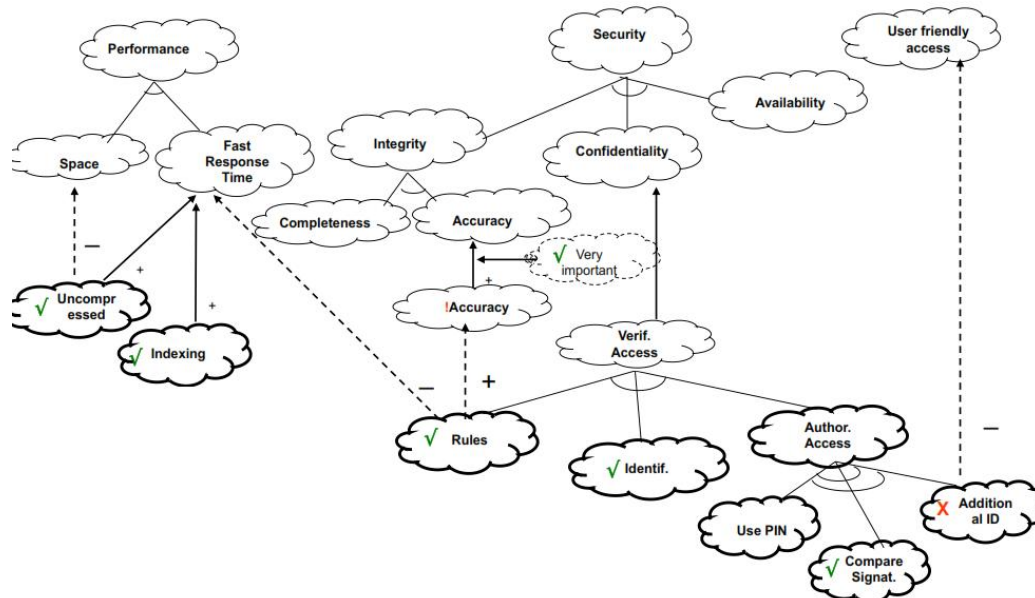 Performance
Security
User friendly
access
Availability
Integrity
Confidentiality
Space
Fast
Response
Time
Completeness
Accuracy
√ Very
important
–
+
+
+
!Accuracy
√ Uncompr
essed
√ Indexing
Verif.
Access
–
+
√ Rules
√ Identif.
Author.
Access
–
Use PIN
√ Compare
Signat.
X Addition
al ID